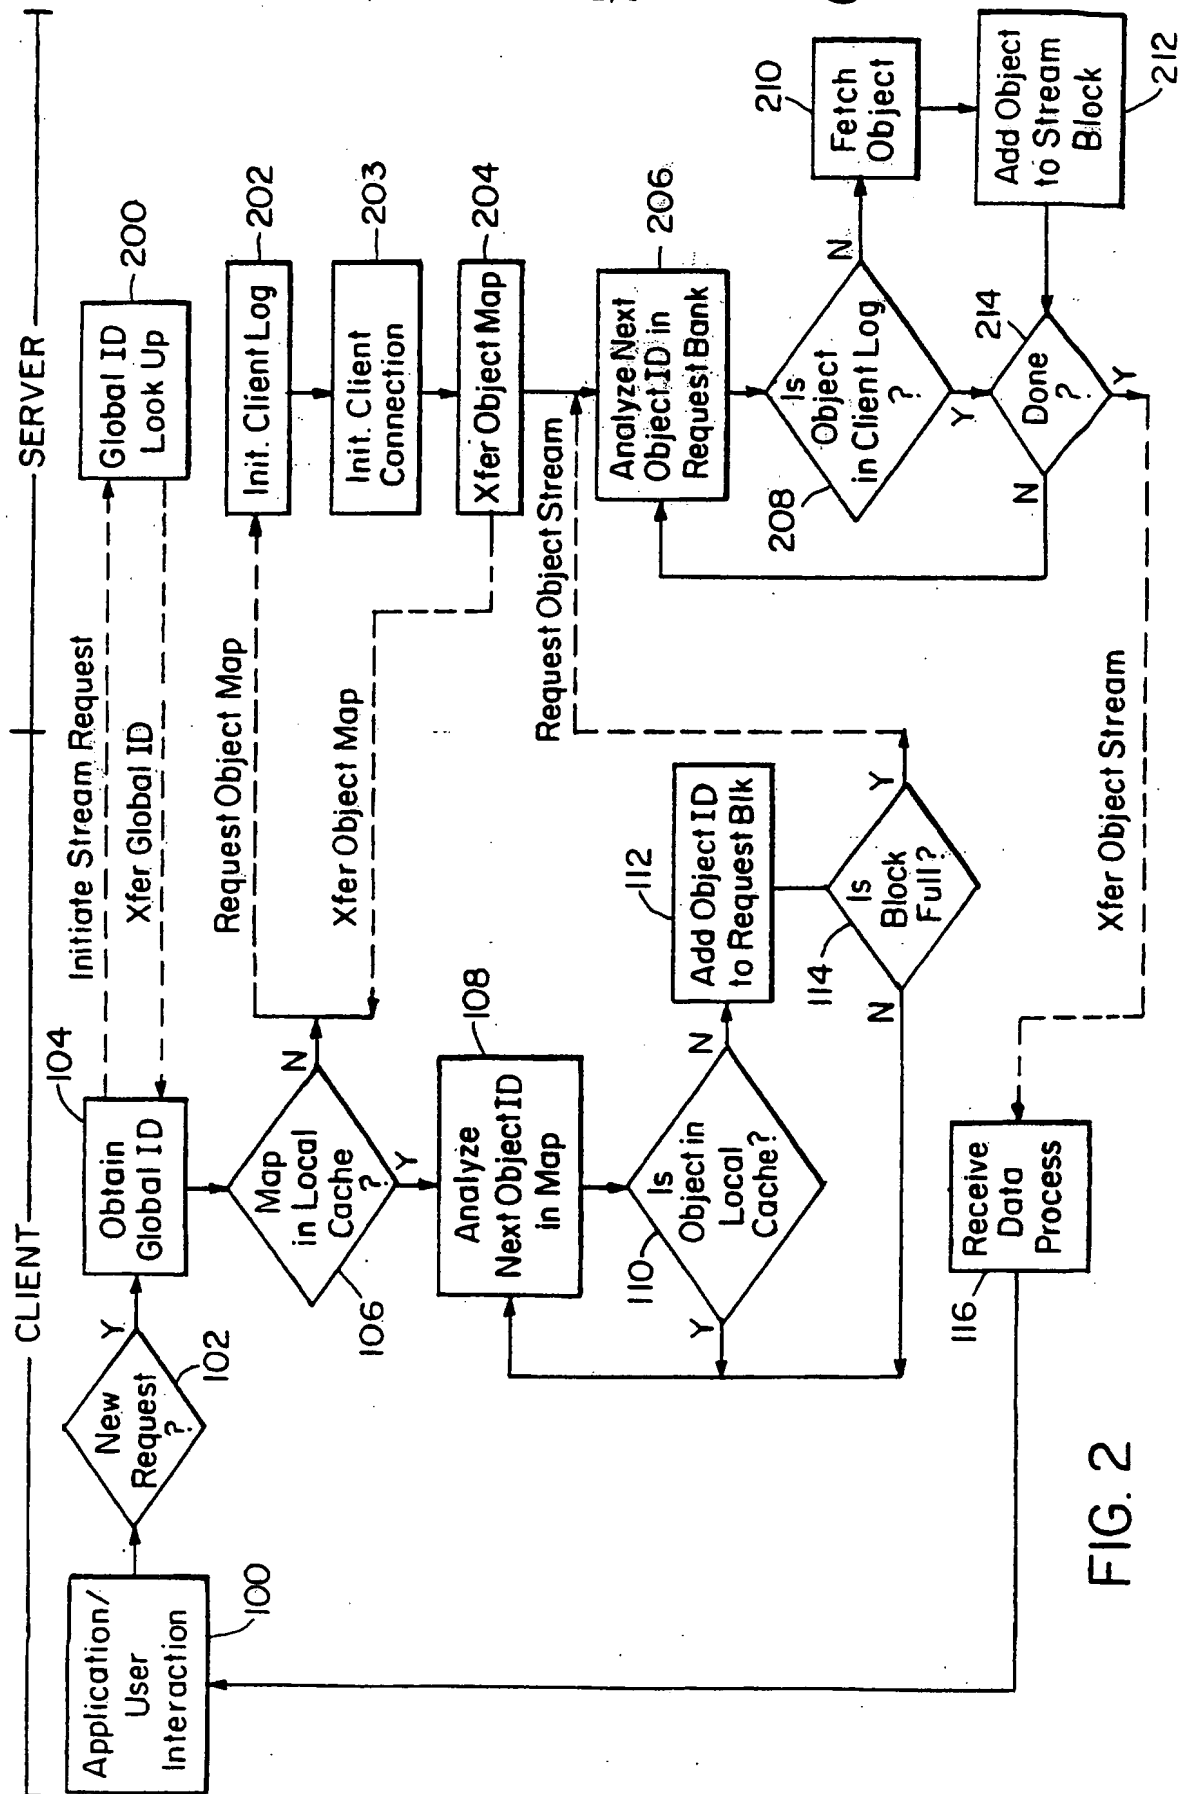 CLIENT
SERVER
Application/
User
Interaction
100
New
Request
?
102
Y
Obtain
Global ID
104
Initiate Stream Request
Xfer Global ID
Global ID
Look Up
200
Map
in Local
Cache
?
106
N
Y
Request Object Map
Xfer Object Map
Init. Client Log
202
Init. Client
Connection
203
Xfer Object Map
204
Analyze
Next Object ID
in Map
108
Is
Object in
Local
Cache?
110
N
Y
Add Object ID
to Request Blk
112
Is
Block
Full?
114
Y
N
Request Object Stream
Analyze Next
Object ID in
Request Bank
206
Is
Object
in Client Log
?
208
N
Y
Fetch
Object
210
Add Object
to Stream
Block
212
Done
?
214
N
Y
Xfer Object Stream
Receive
Data
Process
116
FIG. 2